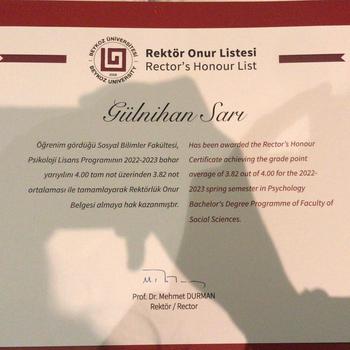 BEYKOZ ÜNİVERSİTESİ
BEYKOZ UNIVERSITY
Rektör Onur Listesi
Rector's Honour List
Gülnihan Sarı
Öğrenim gördüğü Sosyal Bilimler Fakültesi,
Psikoloji Lisans Programının 2022-2023 bahar
yarıyılını 4.00 tam not üzerinden 3.82 not
ortalaması ile tamamlayarak Rektörlük Onur
Belgesi almaya hak kazanmıştır.
Has been awarded the Rector's Honour
Certificate achieving the grade point
average of 3.82 out of 4.00 for the 2022-
2023 spring semester in Psychology
Bachelor's Degree Programme of Faculty of
Social Sciences.
Prof. Dr. Mehmet DURMAN
Rektör / Rector